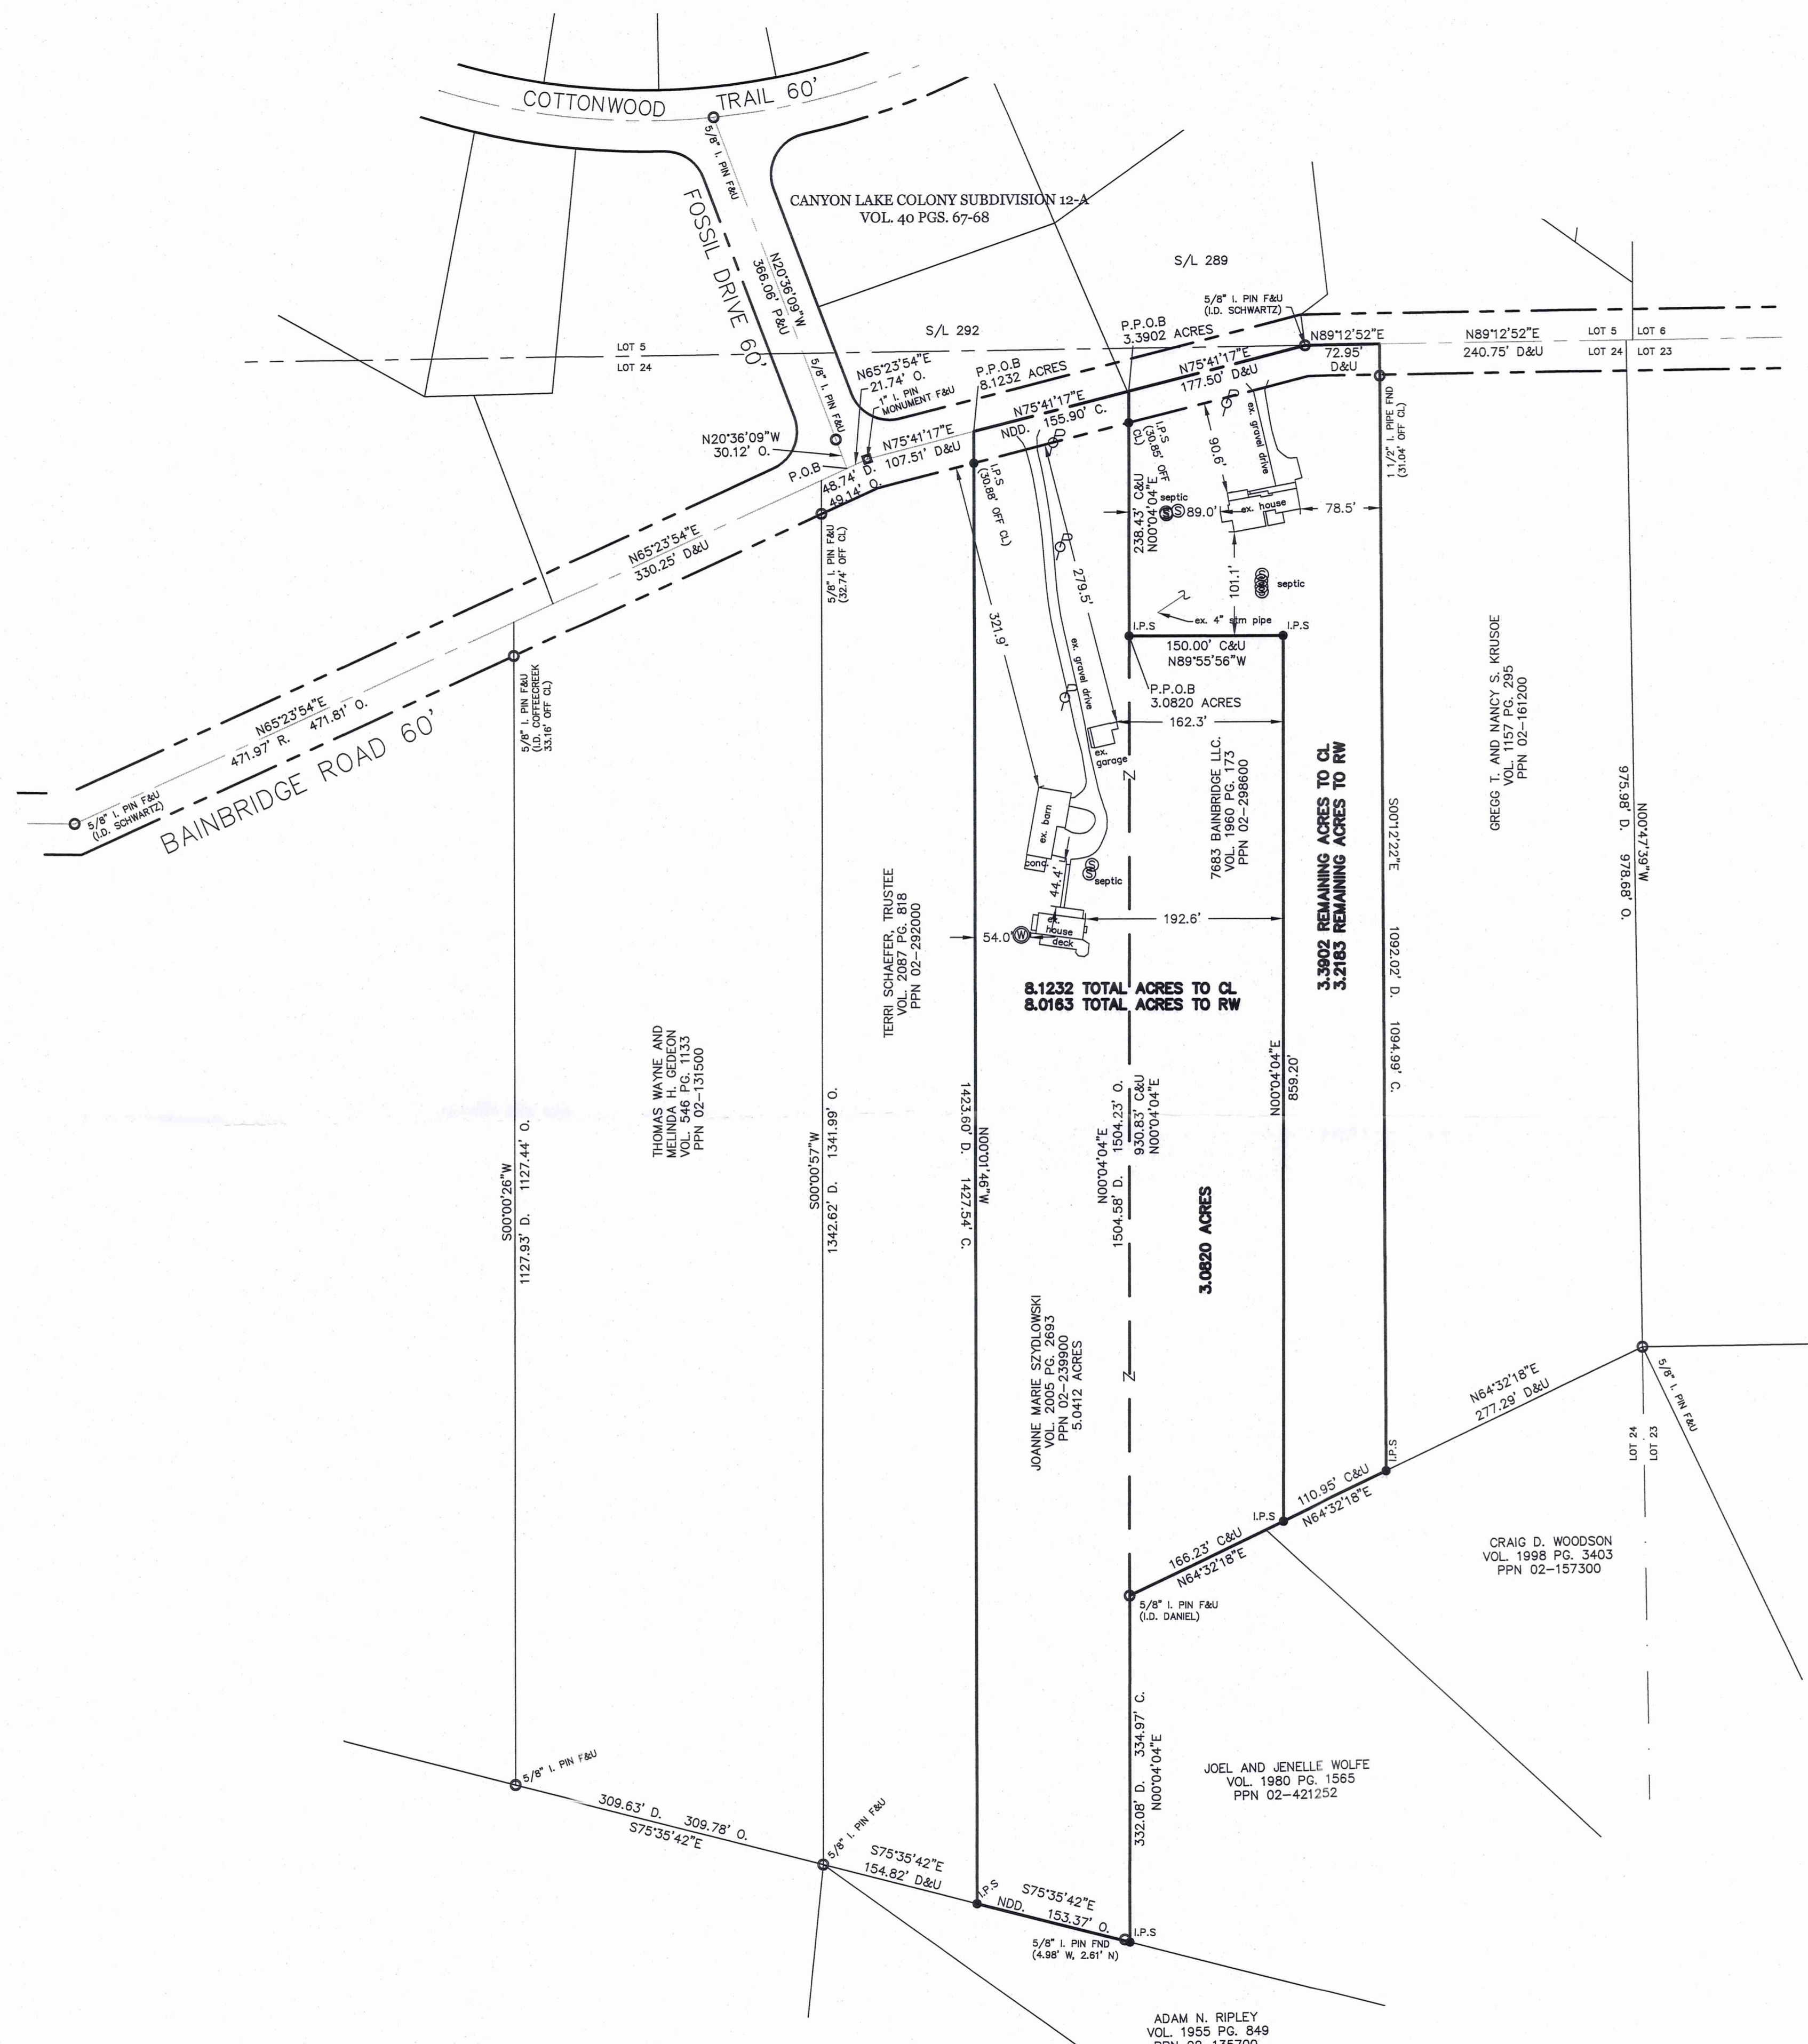 COTTONWOOD TRAIL 60'
5/8" I. PIN F&U
FOSSIL DRIVE 60'
N20°36'09"W
366.06' P&U
5/8" I. PIN F&U
CANYON LAKE COLONY SUBDIVISION 12-A
VOL. 40 PGS. 67-68
S/L 289
5/8" I. PIN F&U
(I.D. SCHWARTZ)
S/L 292
P.P.O.B
3.3902 ACRES
N89°12'52"E
72.95'
D&U
N89°12'52"E
240.75' D&U
LOT 5
LOT 24
LOT 5
LOT 6
LOT 24
LOT 23
N65°23'54"E
21.74' O.
1" I. PIN
MONUMENT F&U
P.P.O.B
8.1232 ACRES
N75°41'17"E
177.50' D&U
N75°41'17"E
NDD. 155.90' C.
N75°41'17"E
107.51' D&U
N20°36'09"W
30.12' O.
P.O.B
48.74' D.
49.14' O.
I.P.S
(30.88' OFF CL)
I.P.S
(30.85' OFF
CL)
1 1/2" I. PIPE FND
(31.04' OFF CL)
90.6'
ex. gravel drive
septic
89.0'
ex. house
78.5'
238.43' C&U
N00°04'04"E
101.1'
septic
ex. 4" stm pipe
I.P.S
I.P.S
150.00' C&U
N89°55'56"W
P.P.O.B
3.0820 ACRES
162.3'
5/8" I. PIN F&U
(32.74' OFF CL)
N65°23'54"E
330.25' D&U
321.9'
279.5'
ex. gravel drive
ex.
garage
ex. barn
conc.
44.4'
septic
ex.
house
deck
W
54.0'
192.6'
5/8" I. PIN F&U
(I.D. COFFEECREEK
33.16' OFF CL)
N65°23'54"E
471.97' R. 471.81' O.
BAINBRIDGE ROAD 60'
5/8" I. PIN F&U
(I.D. SCHWARTZ)
7683 BAINBRIDGE LLC.
VOL. 1960 PG. 173
PPN 02-298600
3.3902 REMAINING ACRES TO CL
3.2183 REMAINING ACRES TO RW
GREGG T. AND NANCY S. KRUSOE
VOL. 1157 PG. 295
PPN 02-161200
S00°12'22"E
1092.02' D. 1094.99' C.
N00°47'39"W
975.98' D. 978.68' O.
TERRI SCHAEFER, TRUSTEE
VOL. 2087 PG. 818
PPN 02-292000
8.1232 TOTAL ACRES TO CL
8.0163 TOTAL ACRES TO RW
THOMAS WAYNE AND
MELINDA H. GEDEON
VOL. 546 PG. 1133
PPN 02-131500
S00°00'26"W
1127.93' D. 1127.44' O.
S00°00'57"W
1342.62' D. 1341.99' O.
N00°01'46"W
1423.60' D. 1427.54' C.
N00°04'04"E
1504.58' D. 1504.23' O.
930.83' C&U
N00°04'04"E
N00°04'04"E
859.20'
3.0820 ACRES
JOANNE MARIE SZYDLOWSKI
VOL. 2005 PG. 2693
PPN 02-239900
5.0412 ACRES
I.P.S
N64°32'18"E
277.29' D&U
5/8" I. PIN F&U
LOT 24
LOT 23
110.95' C&U
N64°32'18"E
I.P.S
166.23' C&U
N64°32'18"E
5/8" I. PIN F&U
(I.D. DANIEL)
CRAIG D. WOODSON
VOL. 1998 PG. 3403
PPN 02-157300
332.08' D. 334.97' C.
N00°04'04"E
JOEL AND JENELLE WOLFE
VOL. 1980 PG. 1565
PPN 02-421252
5/8" I. PIN F&U
309.63' D. 309.78' O.
S75°35'42"E
5/8" I. PIN F&U
S75°35'42"E
154.82' D&U
I.P.S
S75°35'42"E
NDD. 153.37' O.
I.P.S
5/8" I. PIN FND
(4.98' W, 2.61' N)
ADAM N. RIPLEY
VOL. 1955 PG. 849